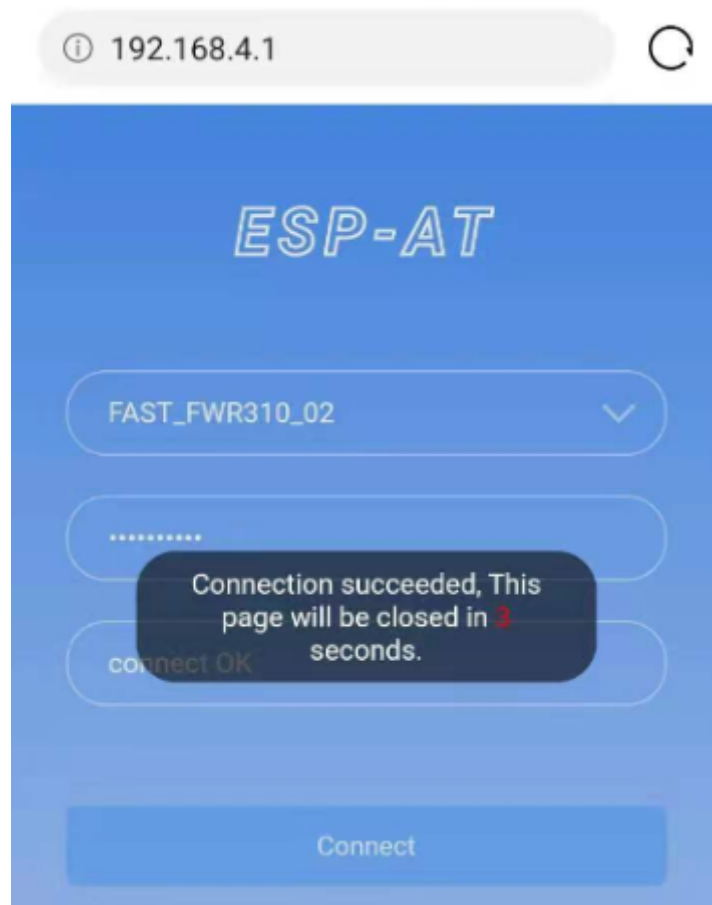 192.168.4.1
ESP-AT
FAST_FWR310_02
••••••••••
Connection succeeded, This
page will be closed in 3
seconds.
connect OK
Connect